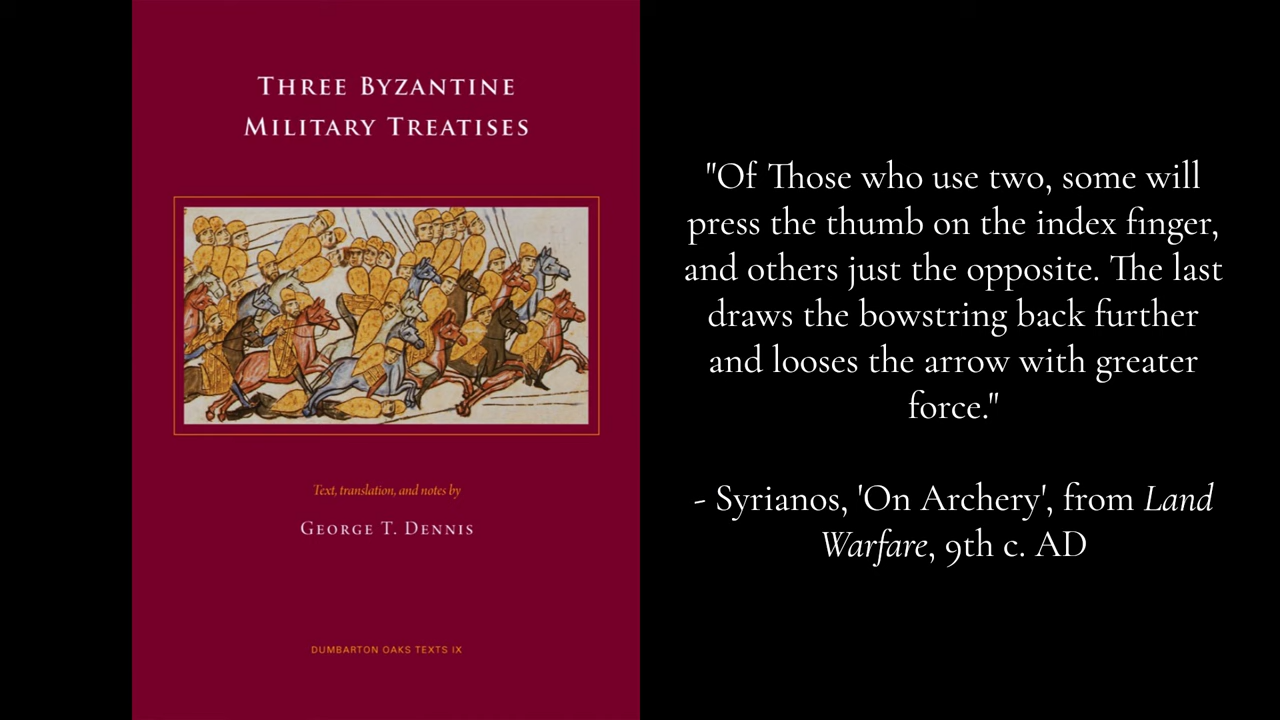 THREE BYZANTINE
MILITARY TREATISES
Text, translation, and notes by
GEORGE T. DENNIS
DUMBARTON OAKS TEXTS IX
"Of Those who use two, some will
press the thumb on the index finger,
and others just the opposite. The last
draws the bowstring back further
and looses the arrow with greater
force."
- Syrianos, 'On Archery', from Land
Warfare, 9th c. AD